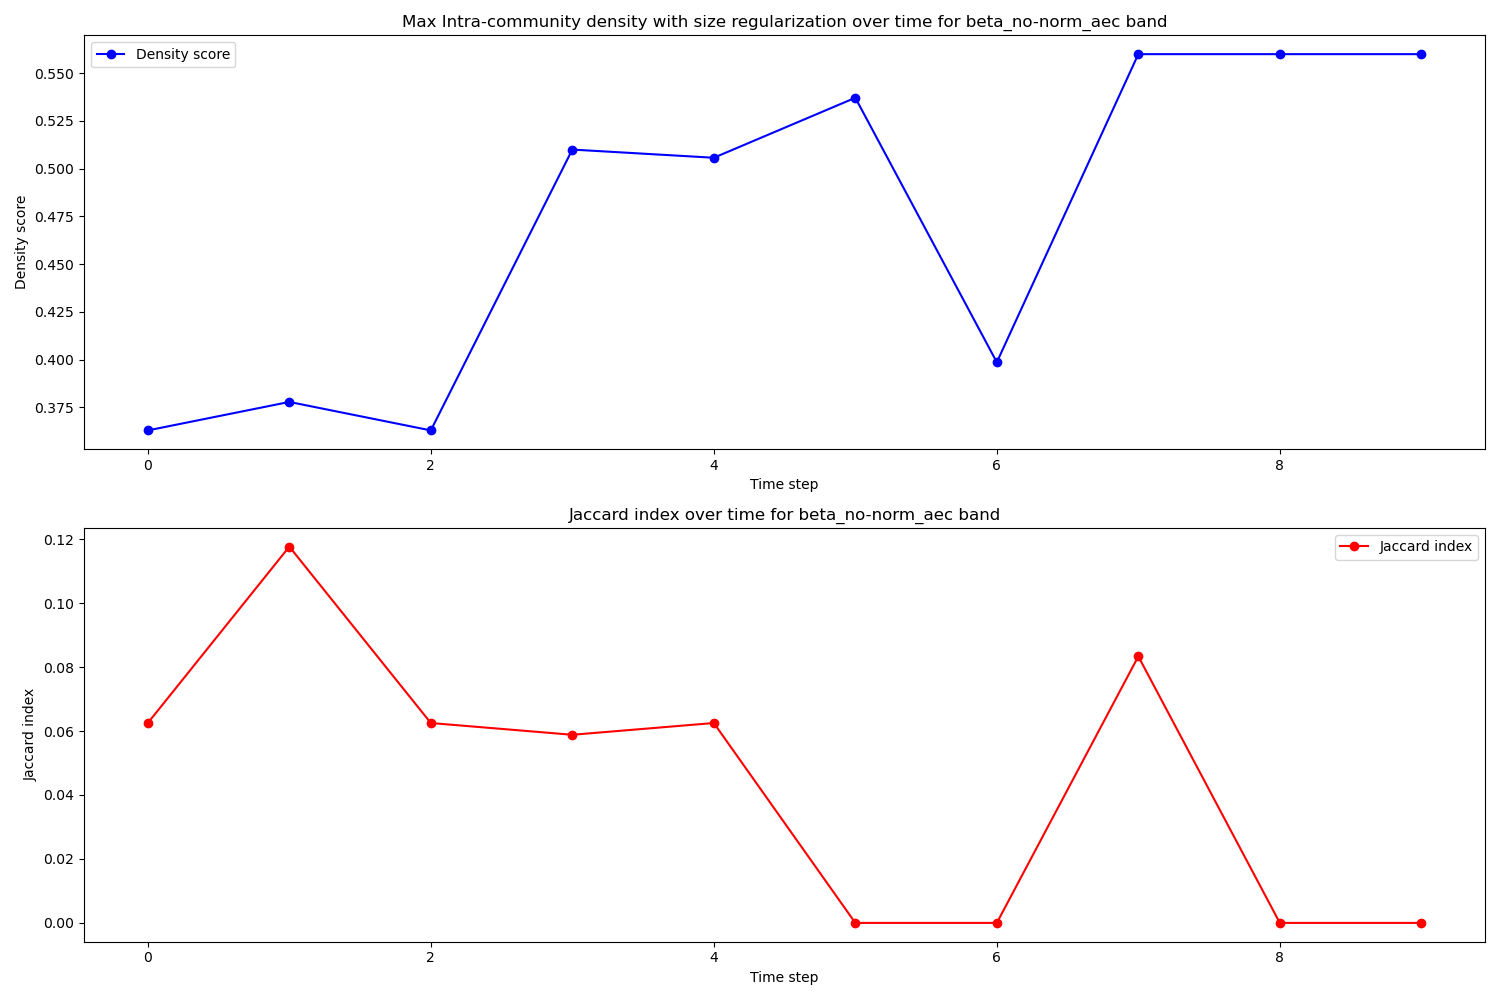 Max Intra-community density with size regularization over time for beta_no-norm_aec band
Density score
0.550
0.525
0.500
0.475
0.450
0.425
0.400
0.375
Density score
0 2 4 6 8
Time step
Jaccard index over time for beta_no-norm_aec band
Jaccard index
0.12
0.10
0.08
0.06
0.04
0.02
0.00
Jaccard index
0 2 4 6 8
Time step